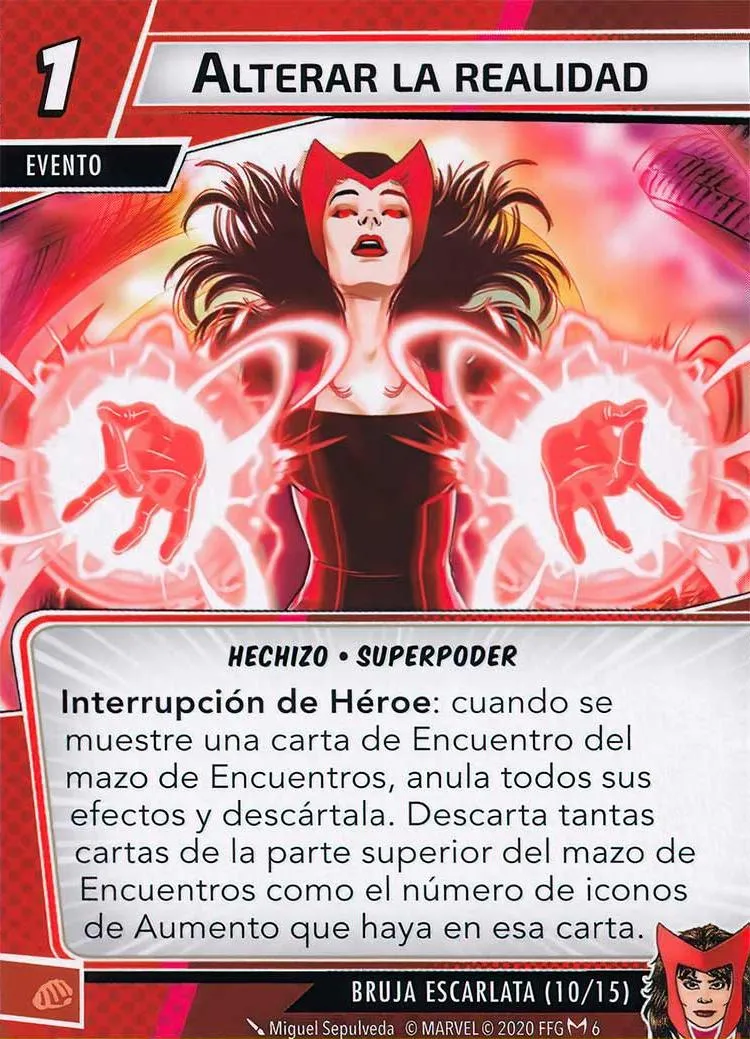 1
ALTERAR LA REALIDAD
EVENTO
HECHIZO • SUPERPODER
Interrupción de Héroe: cuando se
muestre una carta de Encuentro del
mazo de Encuentros, anula todos sus
efectos y descártala. Descarta tantas
cartas de la parte superior del mazo de
Encuentros como el número de iconos
de Aumento que haya en esa carta.
BRUJA ESCARLATA (10/15)
Miguel Sepulveda © MARVEL © 2020 FFG 6